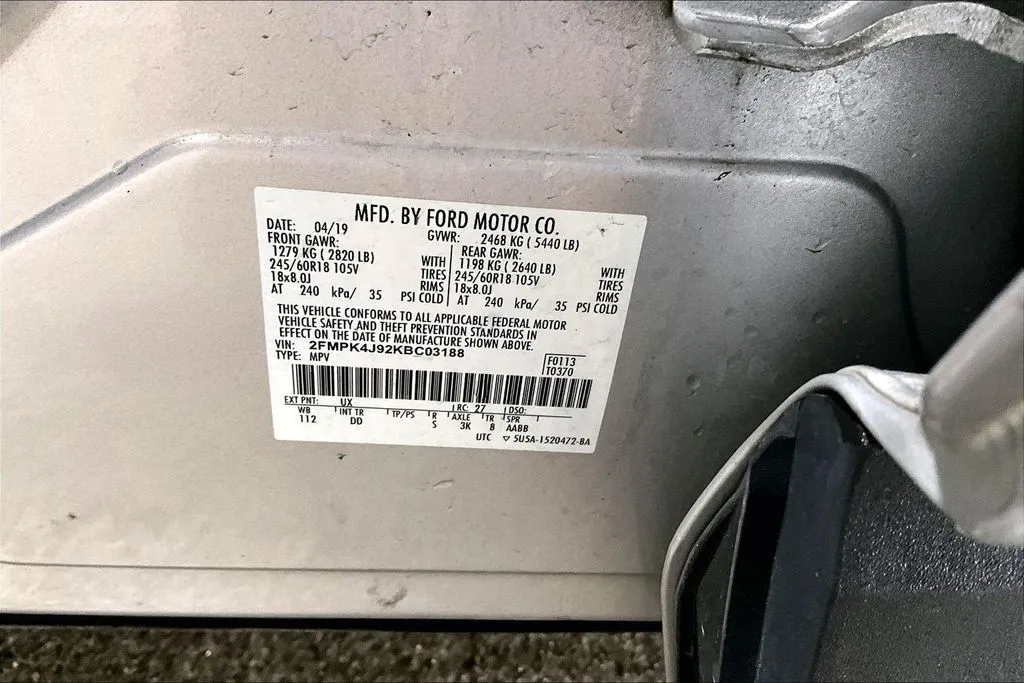 MFD. BY FORD MOTOR CO.
DATE: 04/19 GVWR: 2468 KG ( 5440 LB)
FRONT GAWR: REAR GAWR:
1279 KG ( 2820 LB) WITH 1198 KG ( 2640 LB) WITH
245/60R18 105V TIRES 245/60R18 105V TIRES
18x8.0J RIMS 18x8.0J RIMS
AT 240 kPa/ 35 PSI COLD AT 240 kPa/ 35 PSI COLD
THIS VEHICLE CONFORMS TO ALL APPLICABLE FEDERAL MOTOR
VEHICLE SAFETY AND THEFT PREVENTION STANDARDS IN
EFFECT ON THE DATE OF MANUFACTURE SHOWN ABOVE.
VIN: 2FMPK4J92KBC03188
TYPE: MPV F0113
T0370
EXT PNT: UX RC: 27 DSO:
WB INT TR TP/PS R AXLE TR SPR
112 DD S 3K 8 AABB
UTC ▽ 5U5A-1520472-BA